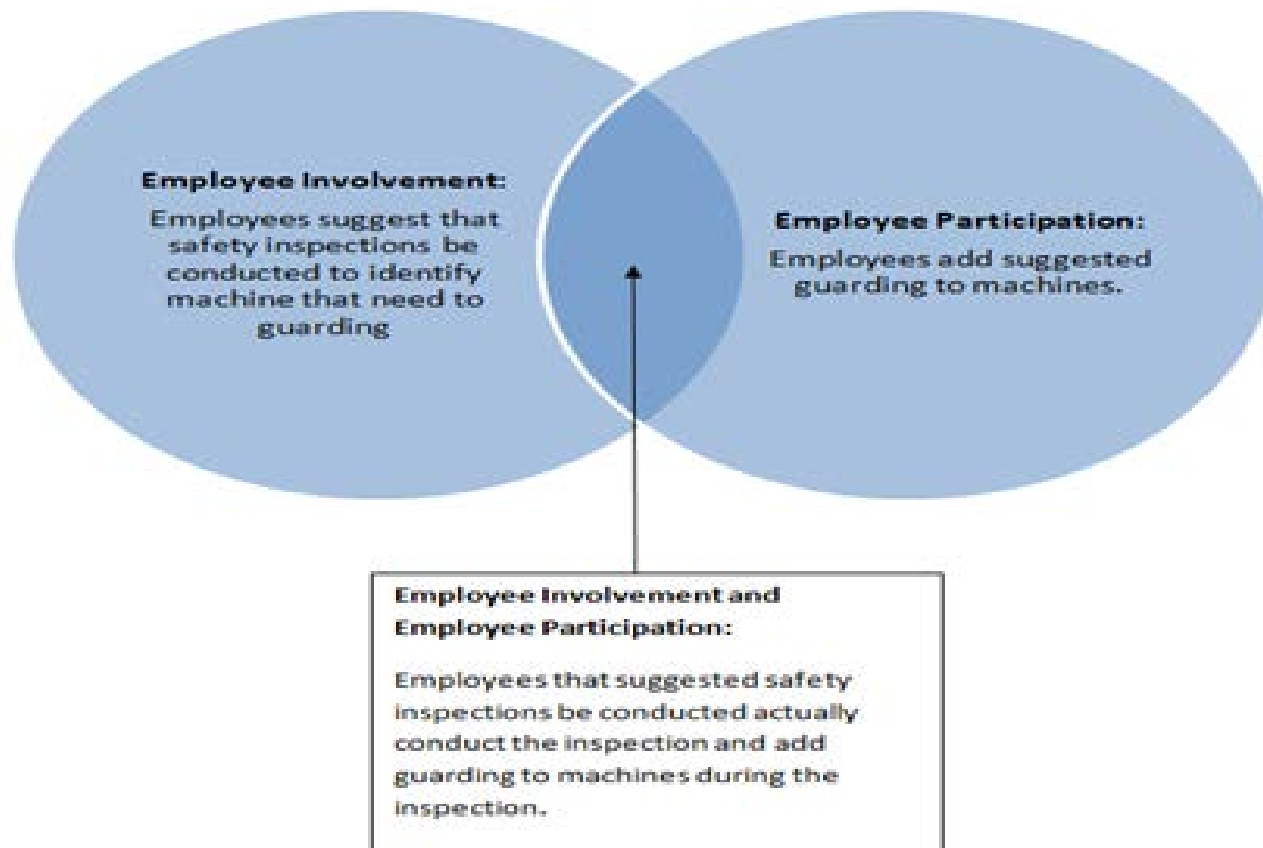 Employee Involvement:
Employees suggest that
safety inspections be
conducted to identify
machine that need to
guarding
Employee Participation:
Employees add suggested
guarding to machines.
Employee Involvement and
Employee Participation:
Employees that suggested safety
inspections be conducted actually
conduct the inspection and add
guarding to machines during the
inspection.